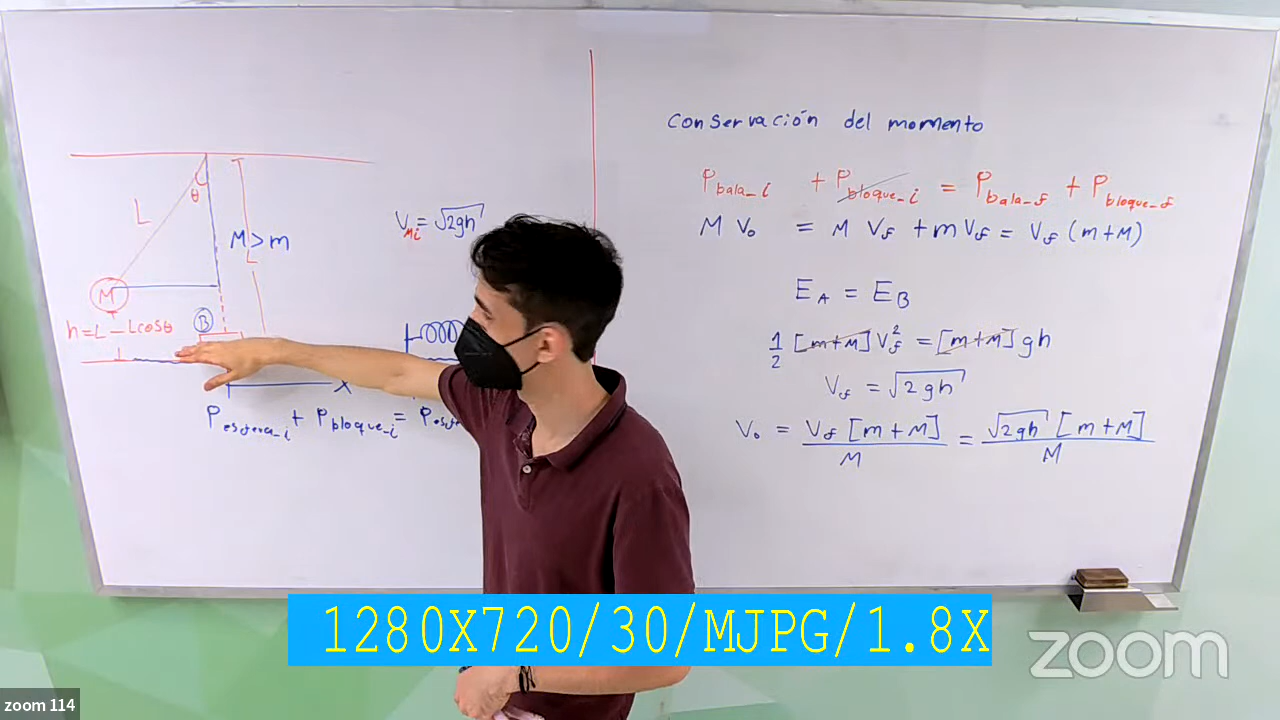 Conservación del momento
P bala_i + P bloque_i = P bala_f + P bloque_f
M V₀ = M V_f + m V_f = V_f (m+M)
E_A = E_B
1/2 [m+M] V_f² = [m+M] gh
V_f = √2gh
V₀ = V_f [m+M] / M = √2gh [m+M] / M
θ
L
M>m
L
V_Mi = √2gh
M
h=L-Lcosθ
B
X
P esfera_i + P bloque_i =
1280X720/30/MJPG/1.8X
zoom
zoom 114